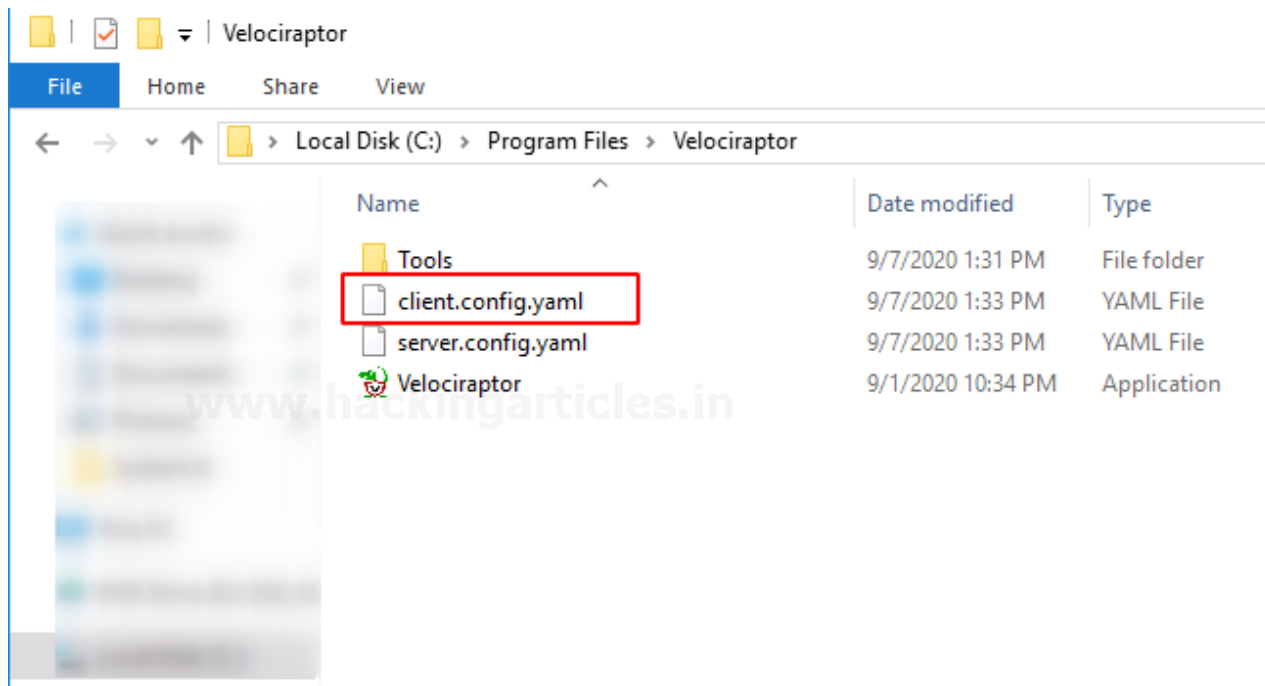 Velociraptor
File Home Share View
Local Disk (C:) Program Files Velociraptor
Name Date modified Type
Tools 9/7/2020 1:31 PM File folder
client.config.yaml 9/7/2020 1:33 PM YAML File
server.config.yaml 9/7/2020 1:33 PM YAML File
Velociraptor 9/1/2020 10:34 PM Application
www.hackingarticles.in